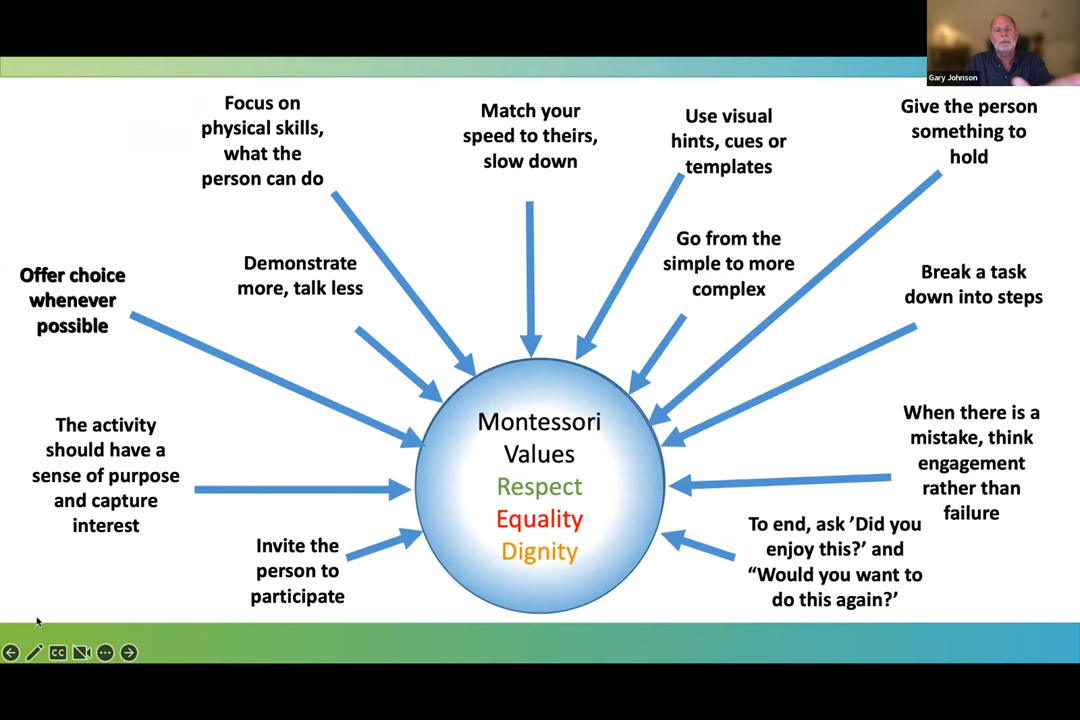 Gary Johnson
Focus on
physical skills,
what the
person can do
Match your
speed to theirs,
slow down
Use visual
hints, cues or
templates
Give the person
something to
hold
Offer choice
whenever
possible
Demonstrate
more, talk less
Go from the
simple to more
complex
Break a task
down into steps
The activity
should have a
sense of purpose
and capture
interest
Montessori
Values
Respect
Equality
Dignity
When there is a
mistake, think
engagement
rather than
failure
Invite the
person to
participate
To end, ask ’Did you
enjoy this?’ and
“Would you want to
do this again?’
CC